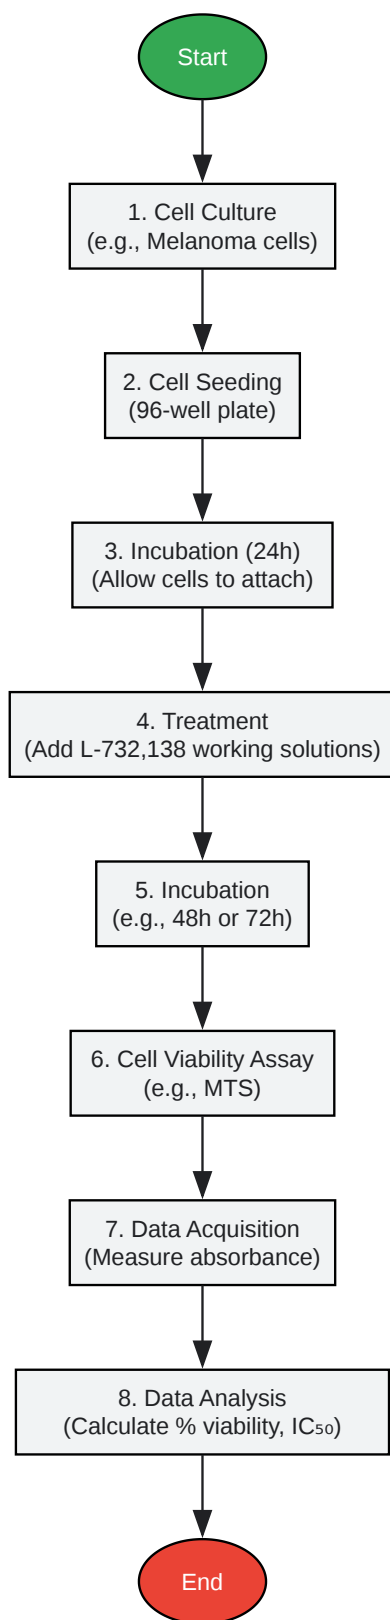 Start
1. Cell Culture
(e.g., Melanoma cells)
2. Cell Seeding
(96-well plate)
3. Incubation (24h)
(Allow cells to attach)
4. Treatment
(Add L-732,138 working solutions)
5. Incubation
(e.g., 48h or 72h)
6. Cell Viability Assay
(e.g., MTS)
7. Data Acquisition
(Measure absorbance)
8. Data Analysis
(Calculate % viability, IC₅₀)
End